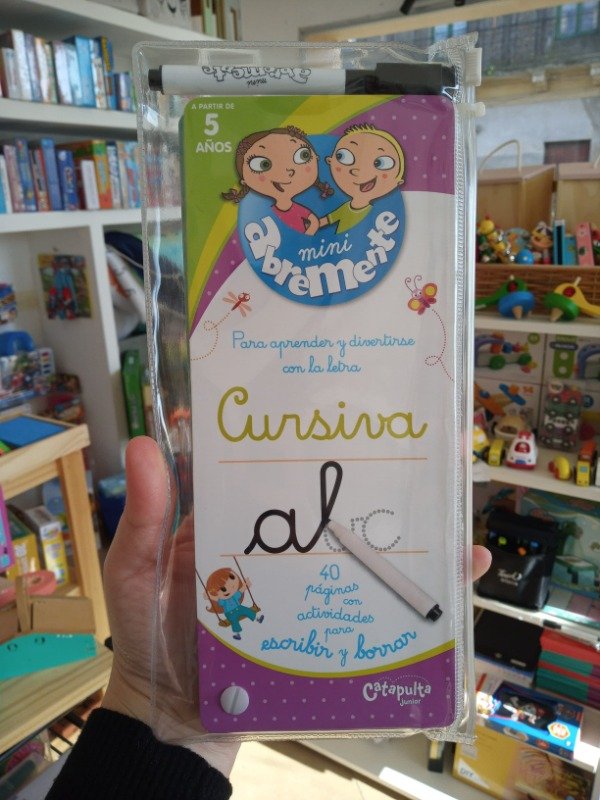 A PARTIR DE
5
AÑOS
mini
abremente
Para aprender y divertirse
con la letra
Cursiva
alac
40
páginas
con
actividades
para
escribir y borrar
Catapulta
junior